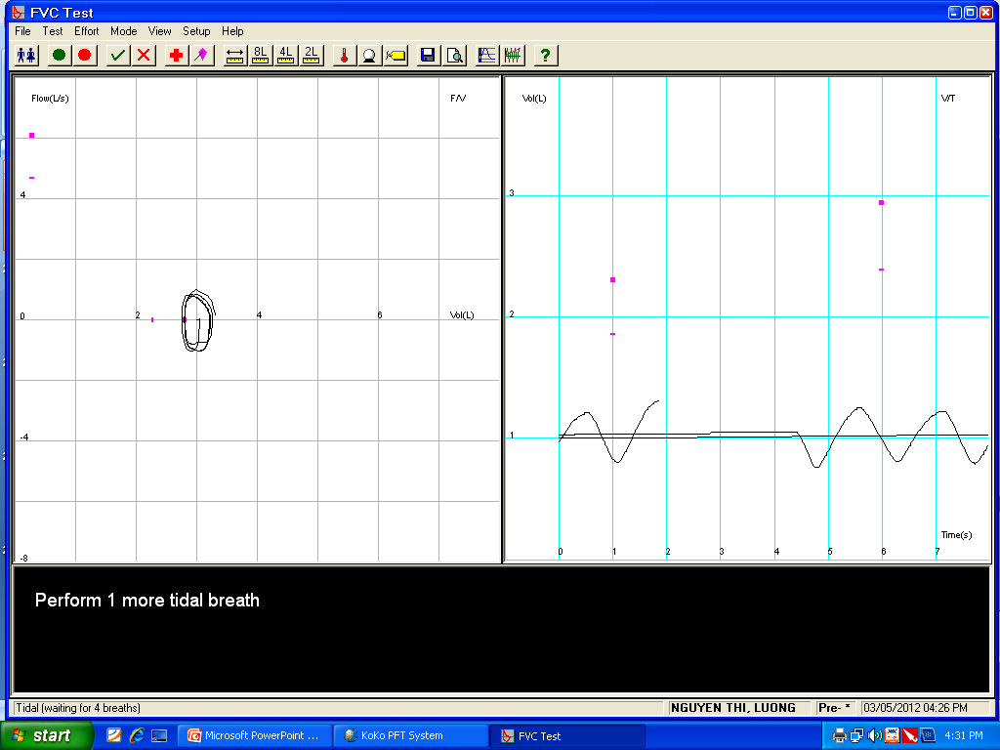 FVC Test
File Test Effort Mode View Setup Help
8L 4L 2L ?
Flow(L/s) F/V
4
0 2 4 6 Vol(L)
-4
-8
Vol(L) V/T
3
2
1
Time(s)
0 1 2 3 4 5 6 7
Perform 1 more tidal breath
Tidal (waiting for 4 breaths) NGUYEN THI, LUONG Pre- * 03/05/2012 04:26 PM
start Microsoft PowerPoint ... KoKo PFT System FVC Test 4:31 PM